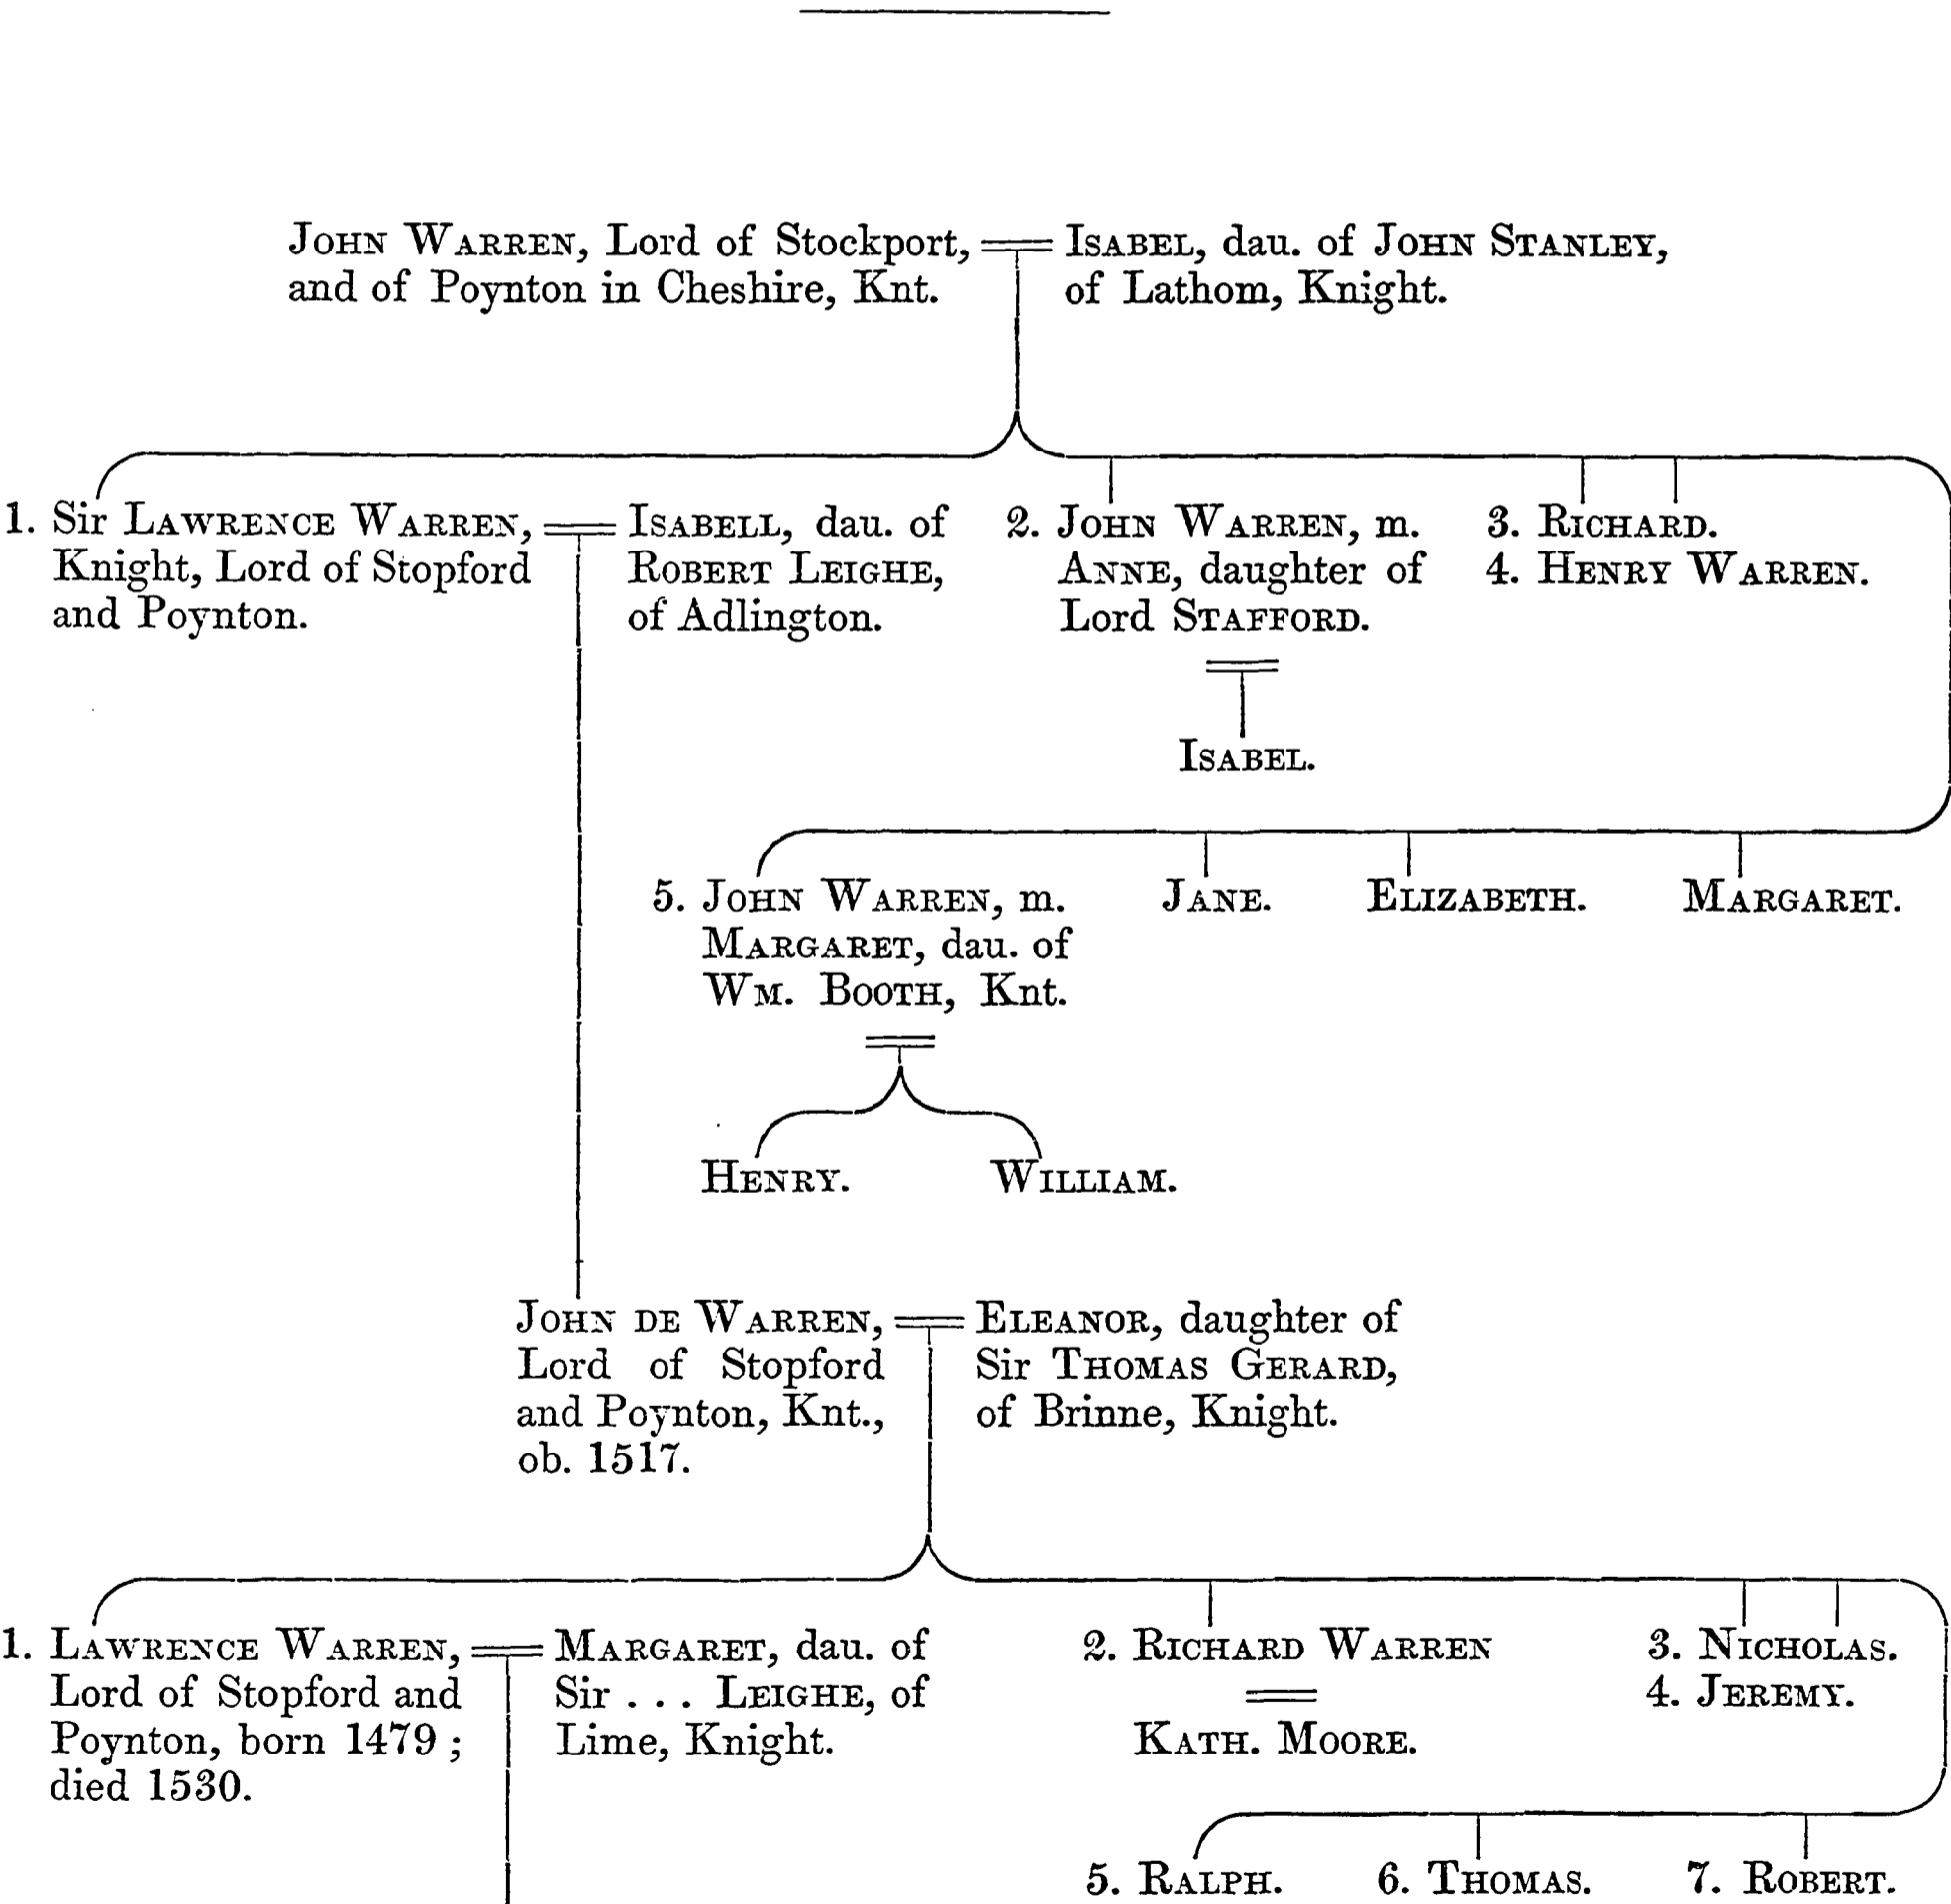 JOHN WARREN, Lord of Stockport,
and of Poynton in Cheshire, Knt.
ISABEL, dau. of JOHN STANLEY,
of Lathom, Knight.
1. Sir LAWRENCE WARREN,
Knight, Lord of Stopford
and Poynton.
ISABELL, dau. of
ROBERT LEIGHE,
of Adlington.
2. JOHN WARREN, m.
ANNE, daughter of
Lord STAFFORD.
3. RICHARD.
4. HENRY WARREN.
ISABEL.
5. JOHN WARREN, m.
MARGARET, dau. of
WM. BOOTH, Knt.
JANE.
ELIZABETH.
MARGARET.
HENRY.
WILLIAM.
JOHN DE WARREN,
Lord of Stopford
and Poynton, Knt.,
ob. 1517.
ELEANOR, daughter of
Sir THOMAS GERARD,
of Brinne, Knight.
1. LAWRENCE WARREN,
Lord of Stopford and
Poynton, born 1479 ;
died 1530.
MARGARET, dau. of
Sir . . . LEIGHE, of
Lime, Knight.
2. RICHARD WARREN
KATH. MOORE.
3. NICHOLAS.
4. JEREMY.
5. RALPH.
6. THOMAS.
7. ROBERT.